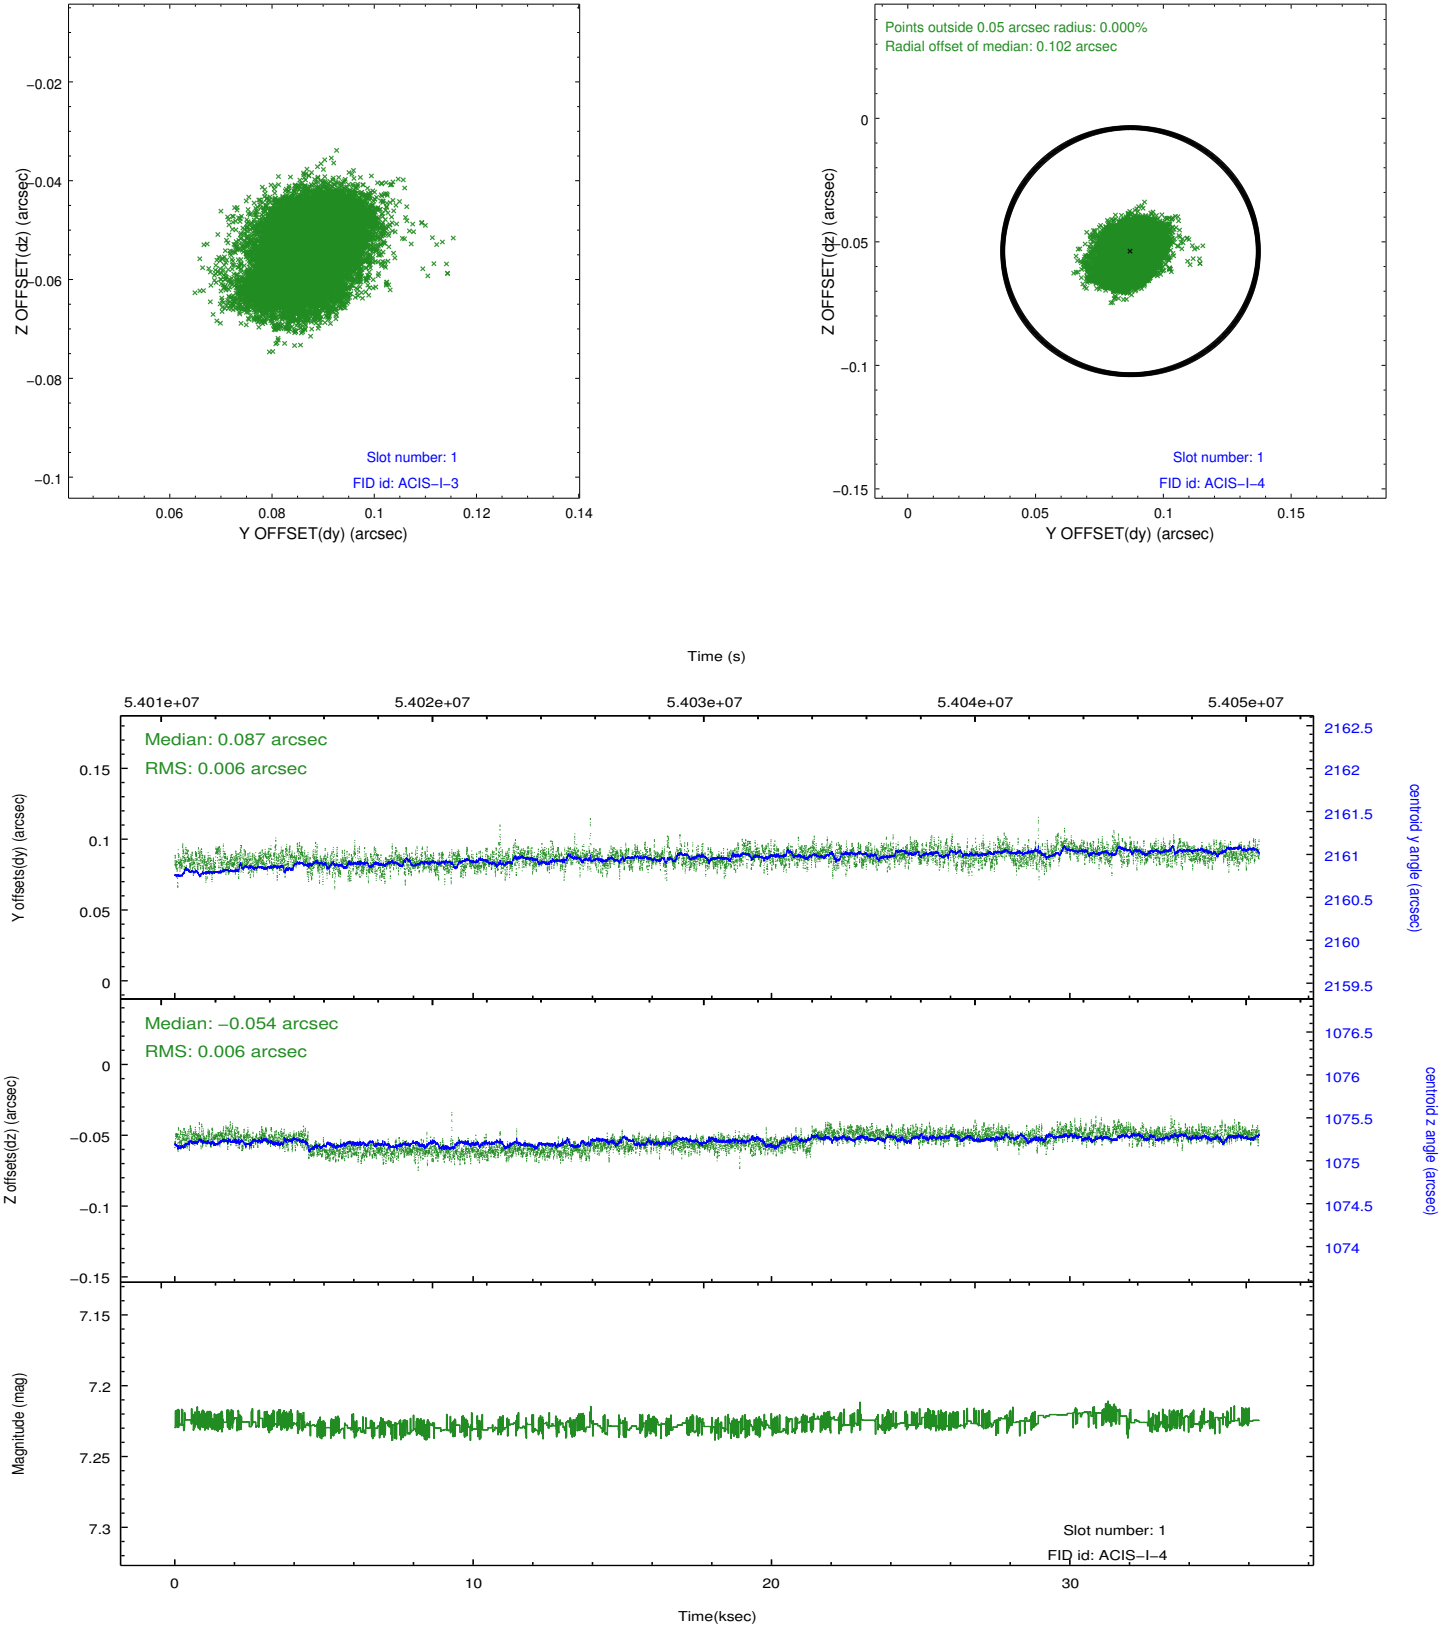 −0.02
−0.04
−0.06
−0.08
−0.1
Z OFFSET(dz) (arcsec)
Slot number: 1
FID id: ACIS−I−3
0.06 0.08 0.1 0.12 0.14
Y OFFSET(dy) (arcsec)
Points outside 0.05 arcsec radius: 0.000%
Radial offset of median: 0.102 arcsec
0
−0.05
−0.1
−0.15
Z OFFSET(dz) (arcsec)
Slot number: 1
FID id: ACIS−I−4
0 0.05 0.1 0.15
Y OFFSET(dy) (arcsec)
Time (s)
5.401e+07 5.402e+07 5.403e+07 5.404e+07 5.405e+07
Median: 0.087 arcsec
RMS: 0.006 arcsec
0.15
0.1
0.05
0
Y offsets(dy) (arcsec)
2162.5
2162
2161.5
2161
2160.5
2160
2159.5
centroid y angle (arcsec)
Median: −0.054 arcsec
RMS: 0.006 arcsec
0
−0.05
−0.1
−0.15
Z offsets(dz) (arcsec)
1076.5
1076
1075.5
1075
1074.5
1074
centroid z angle (arcsec)
7.15
7.2
7.25
7.3
Magnitude (mag)
Slot number: 1
FID id: ACIS−I−4
0 10 20 30
Time(ksec)